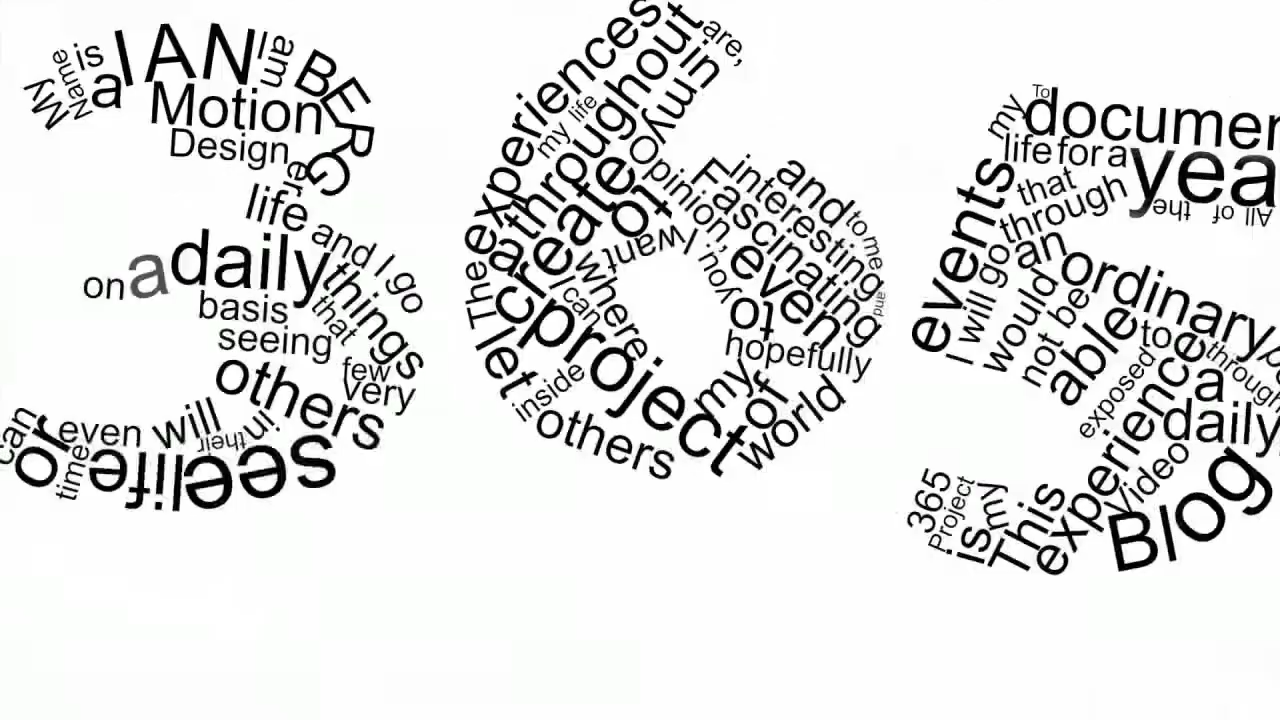 My Name is IAN BERG
I am a Motion
Designer
life and I go
on a daily
basis
seeing
things
that
few
very
others
can
or
even will
see
life
in
their
time
The experiences
throughout
my life
are,
in my
Opinion,
Fascinating
interesting
and
to me
and
even
to
you
hopefully
I want
to
create
a
project
where
I can
let
others
inside
my
world
of
To
document
my
life for a
yea
All of the
events
that
I will go
through
an
ordinary
would
not be
able
to
exposed
through
experience
a
daily
Video
Blog
This
is
my
365
Project